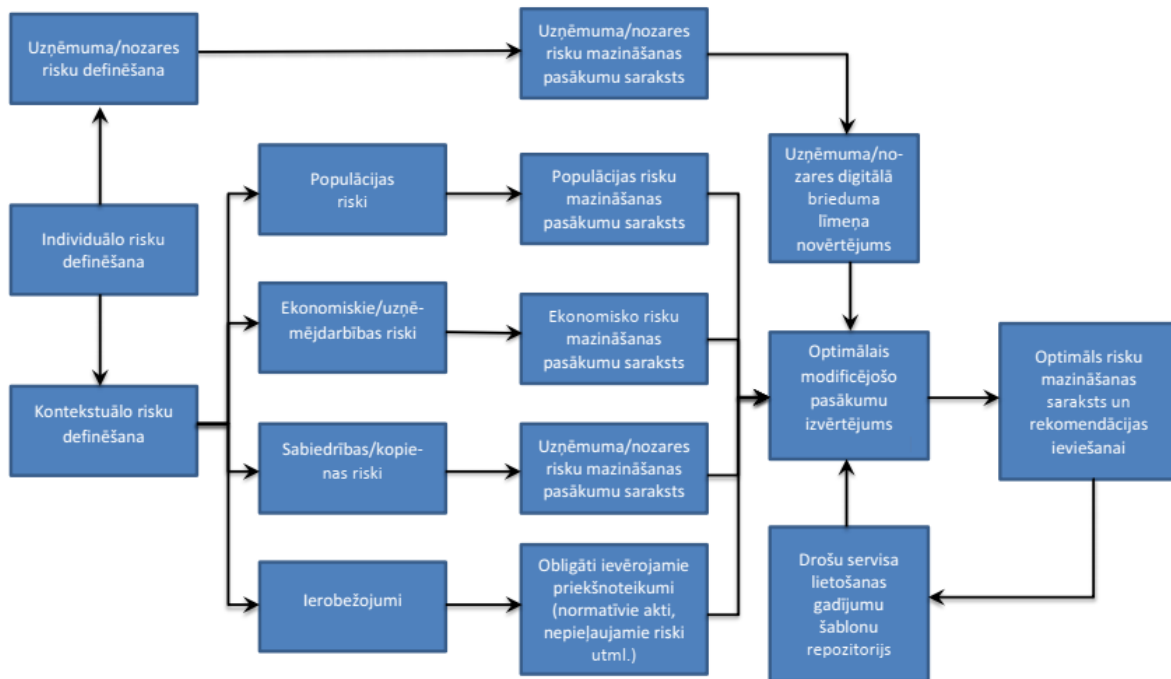 Uzņēmuma/nozares
risku definēšana
Uzņēmuma/nozares
risku mazināšanas
pasākumu saraksts
Uzņēmuma/no-
zares digitālā
brieduma
līmeņa
novērtējums
Populācijas
riski
Populācijas risku
mazināšanas
pasākumu saraksts
Individuālo risku
definēšana
Ekonomiskie/uzņē-
mējdarbības riski
Ekonomisko risku
mazināšanas
pasākumu saraksts
Optimālais
modificējošo
pasākumu
izvērtējums
Optimāls risku
mazināšanas
saraksts un
rekomendācijas
ieviešanai
Kontekstuālo risku
definēšana
Sabiedrības/kopie-
nas riski
Uzņēmuma/nozares
risku mazināšanas
pasākumu saraksts
Ierobežojumi
Obligāti ievērojamie
priekšnoteikumi
(normatīvie akti,
nepieļaujamie riski
utml.)
Drošu servisa
lietošanas
gadījumu
šablonu
repozitorijs